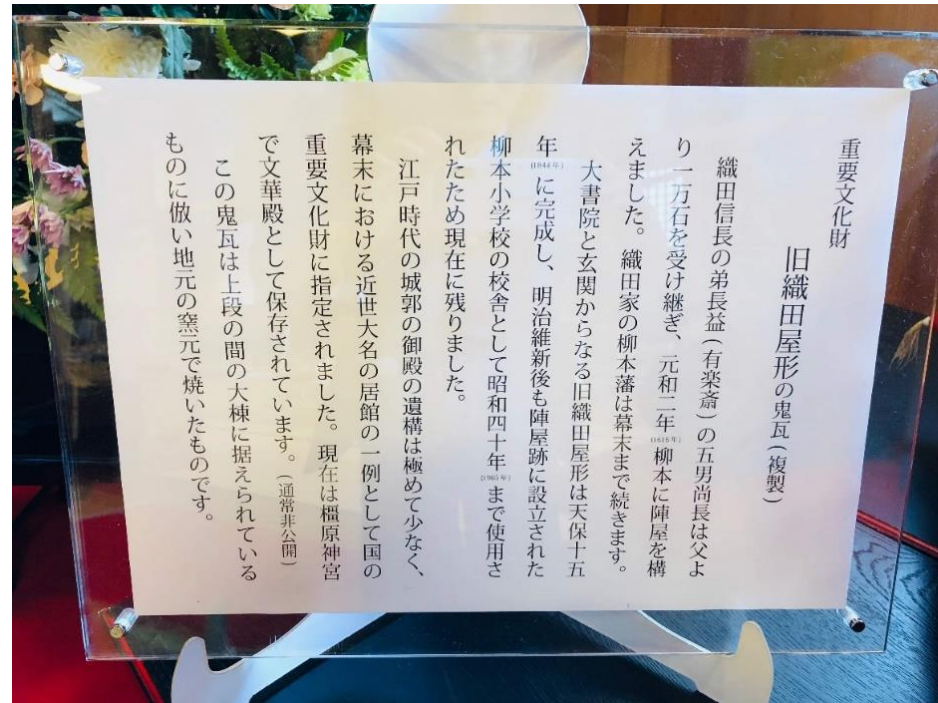 重要文化財
旧織田屋形の鬼瓦(複製)
織田信長の弟長益(有楽斎)の五男尚長は父よ
り一万石を受け継ぎ、元和二年(1616年)柳本に陣屋を構
えました。織田家の柳本藩は幕末まで続きます。
大書院と玄関からなる旧織田屋形は天保十五
年(1844年)に完成し、明治維新後も陣屋跡に設立された
柳本小学校の校舎として昭和四十年(1965年)まで使用さ
れたため現在に残りました。
江戸時代の城郭の御殿の遺構は極めて少なく、
幕末における近世大名の居館の一例として国の
重要文化財に指定されました。現在は橿原神宮
で文華殿として保存されています。(通常非公開)
この鬼瓦は上段の間の大棟に据えられている
ものに倣い地元の窯元で焼いたものです。